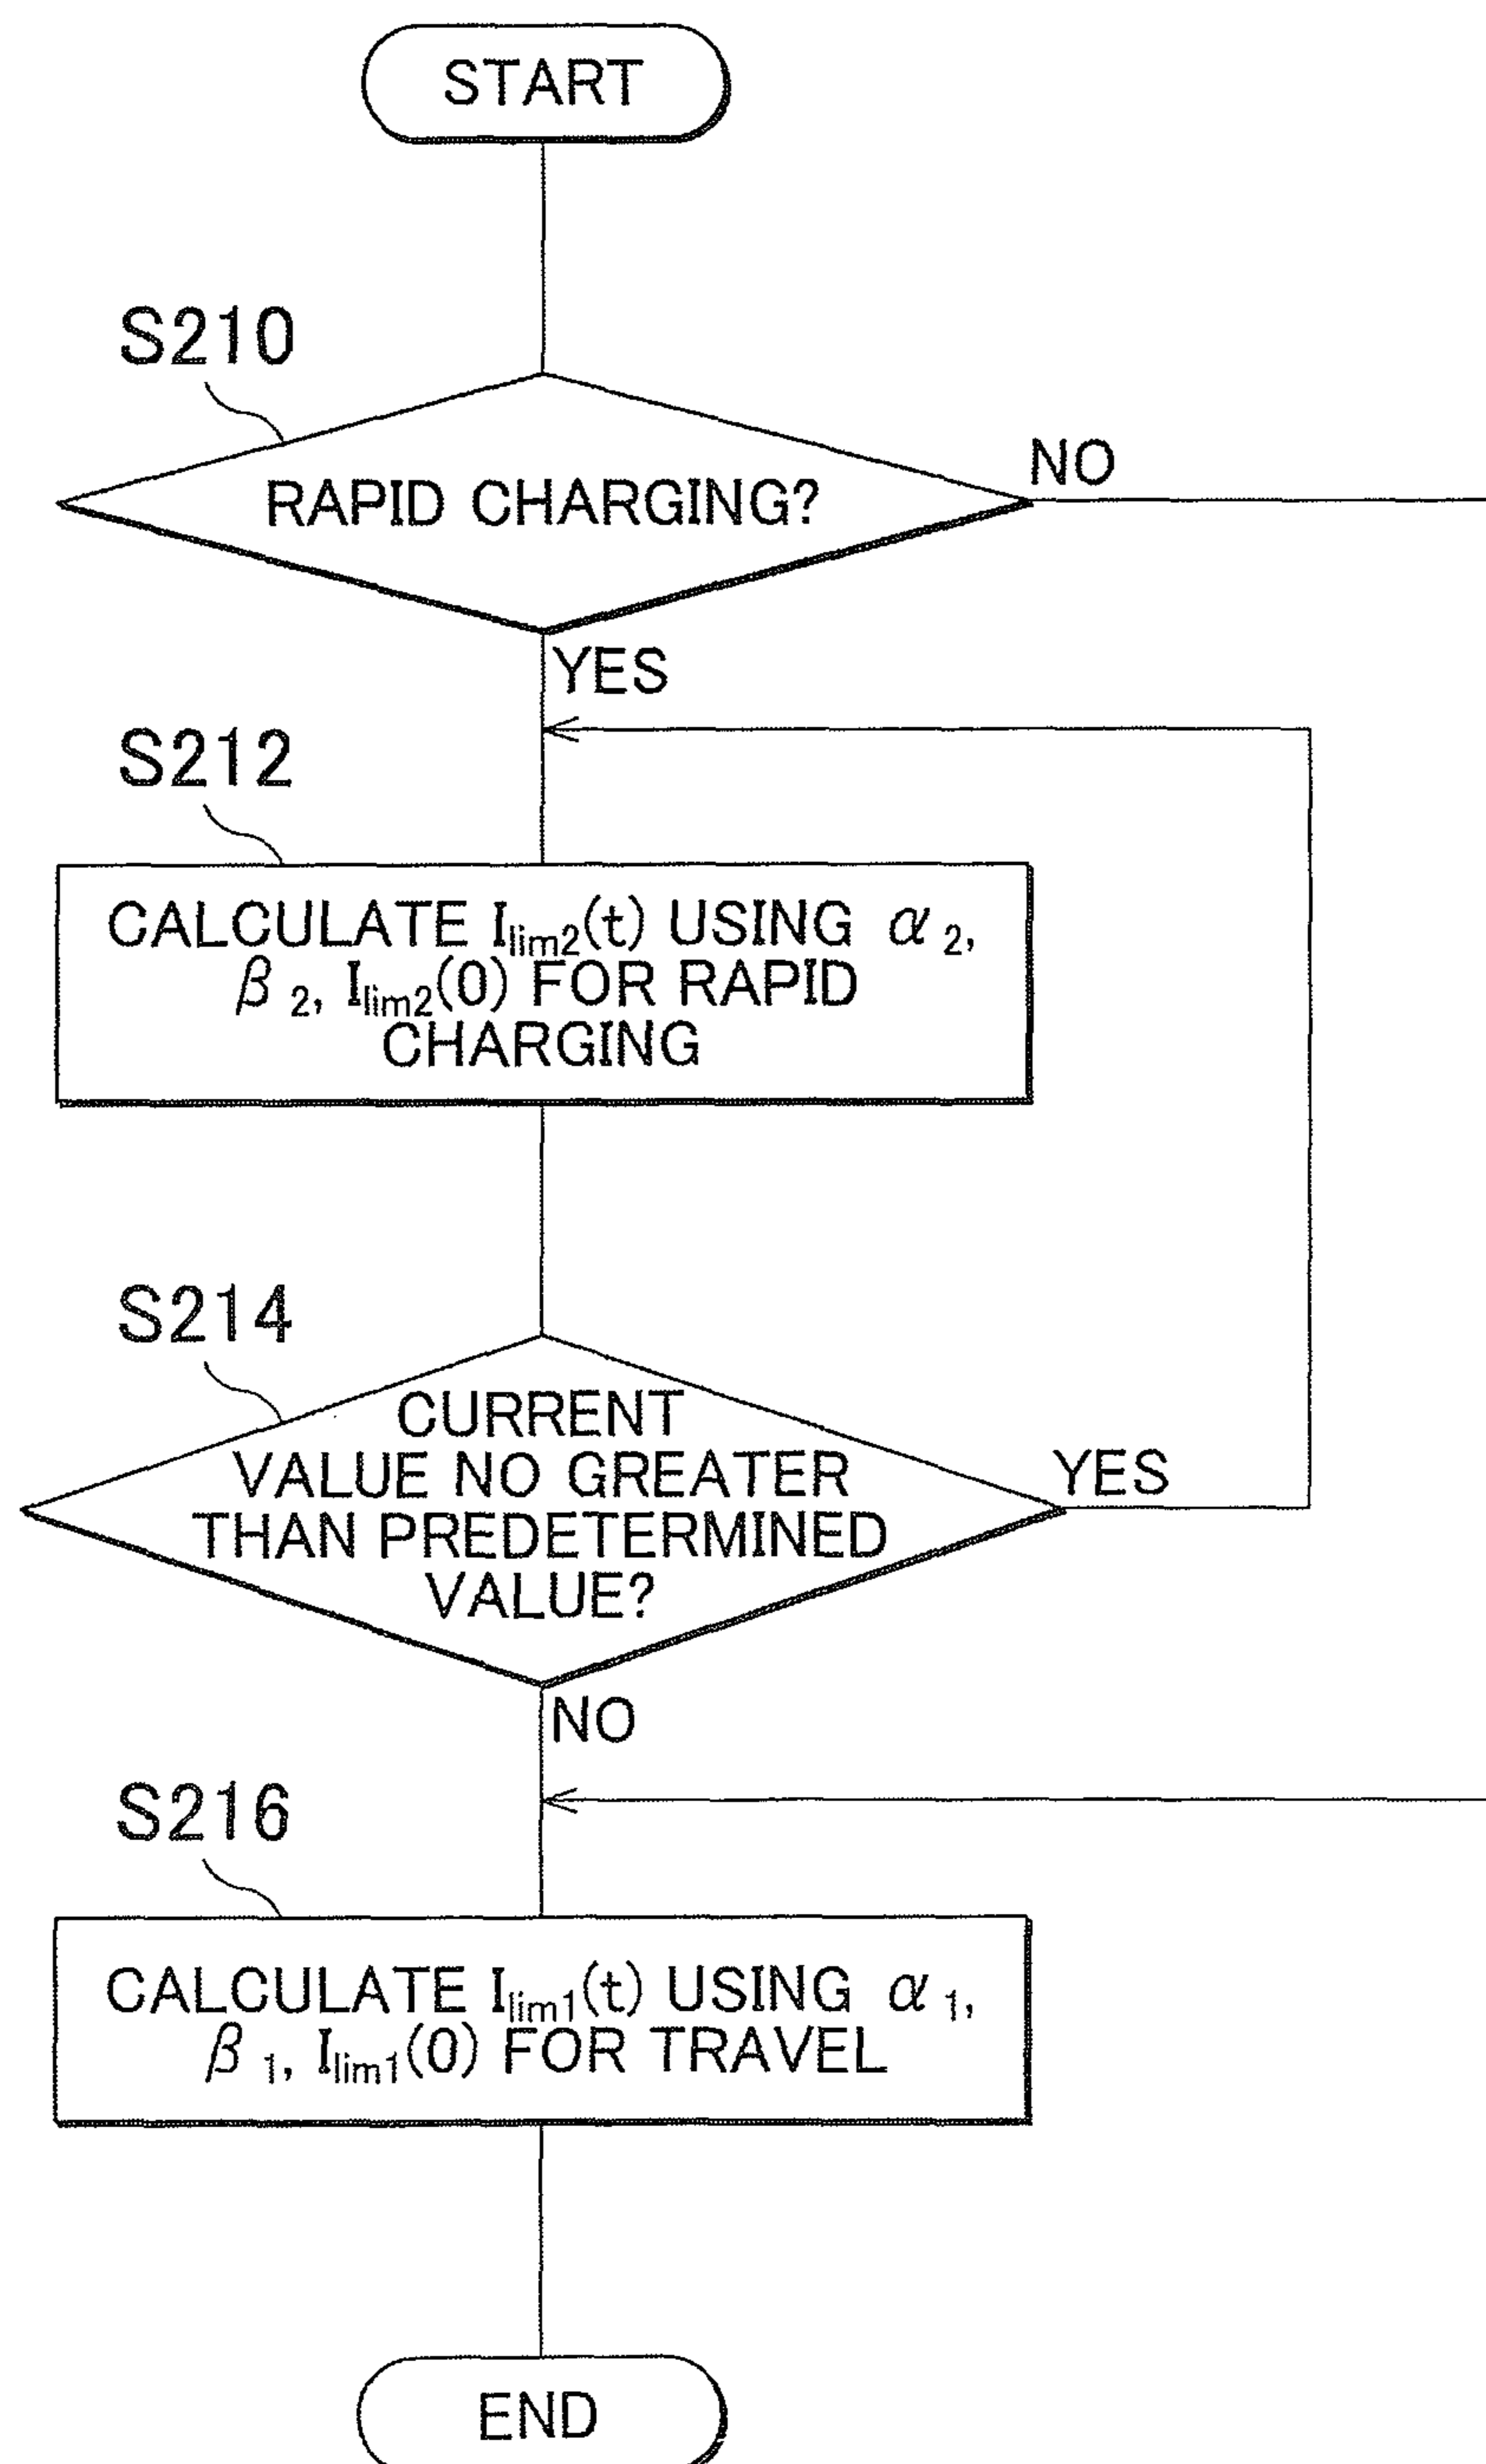 START
S210
RAPID CHARGING?
NO
YES
S212
CALCULATE Ilim2(t) USING α2,
β2, Ilim2(0) FOR RAPID
CHARGING
S214
CURRENT
VALUE NO GREATER
THAN PREDETERMINED
VALUE?
YES
NO
S216
CALCULATE Ilim1(t) USING α1,
β1, Ilim1(0) FOR TRAVEL
END